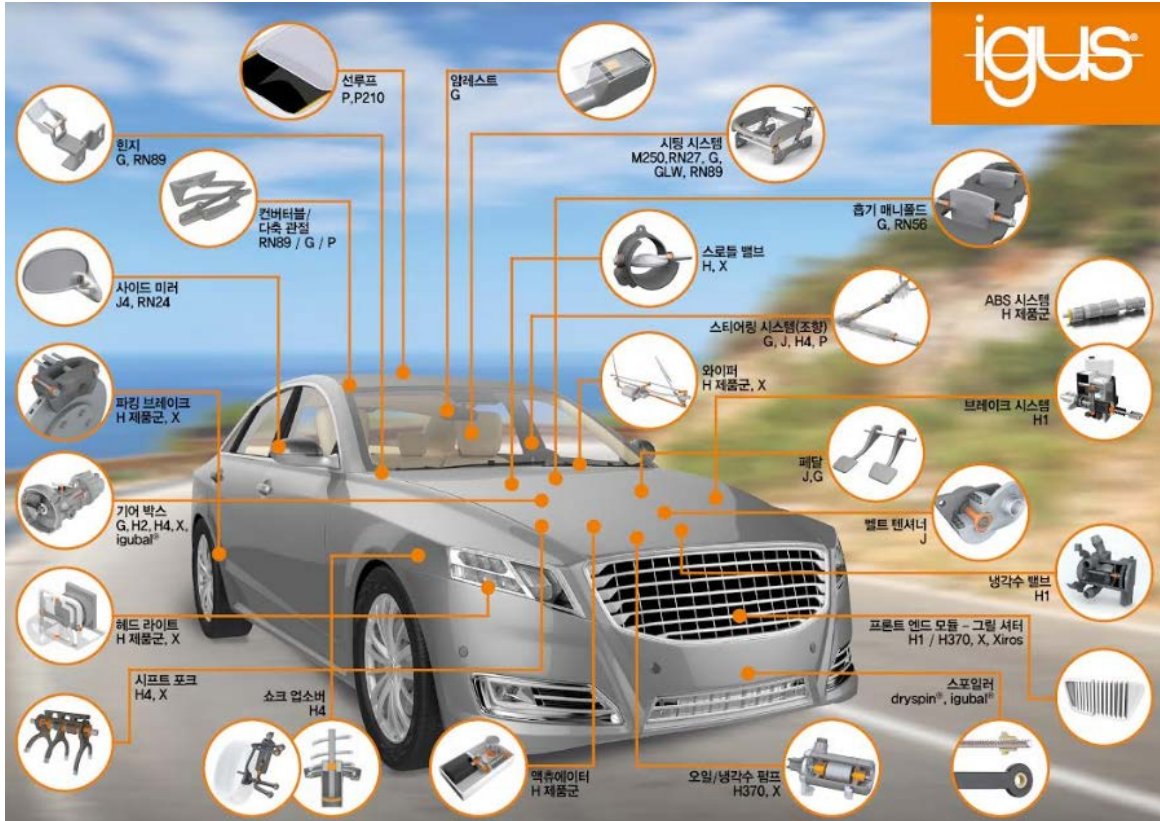 igus®
선루프
P,P210
암레스트
G
힌지
G, RN89
시팅 시스템
M250,RN27, G,
GLW, RN89
컨버터블/
다축 관절
RN89 / G / P
흡기 매니폴드
G, RN56
스로틀 밸브
H, X
사이드 미러
J4, RN24
ABS 시스템
H 제품군
스티어링 시스템(조향)
G, J, H4, P
와이퍼
H 제품군, X
파킹 브레이크
H 제품군, X
브레이크 시스템
H1
페달
J,G
기어 박스
G, H2, H4, X,
igubal®
벨트 텐셔너
J
냉각수 밸브
H1
헤드 라이트
H 제품군, X
프론트 엔드 모듈 – 그릴 셔터
H1 / H370, X, Xiros
시프트 포크
H4, X
쇼크 업소버
H4
스포일러
dryspin®, igubal®
액츄에이터
H 제품군
오일/냉각수 펌프
H370, X